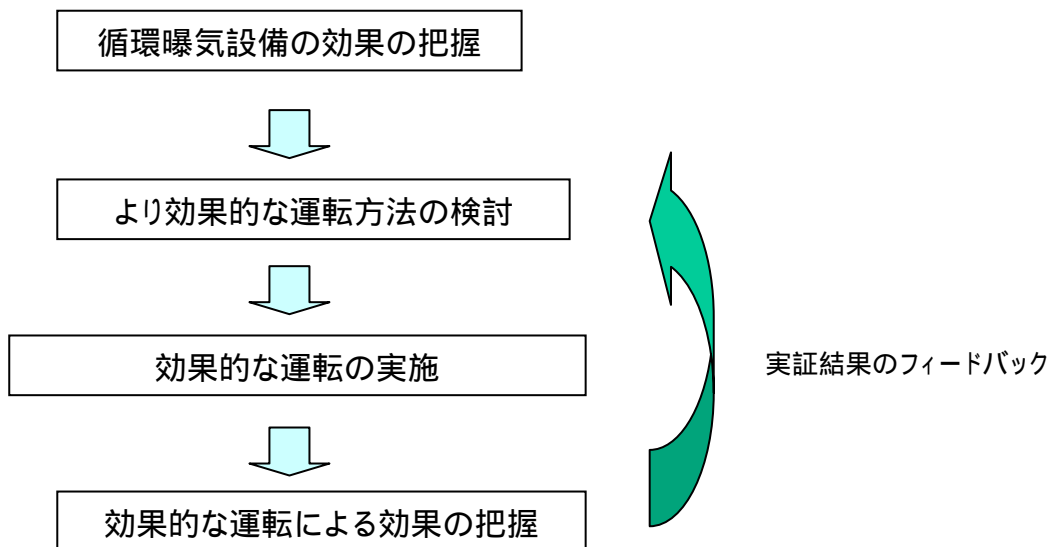 循環曝気設備の効果の把握
より効果的な運転方法の検討
効果的な運転の実施
実証結果のフィードバック
効果的な運転による効果の把握